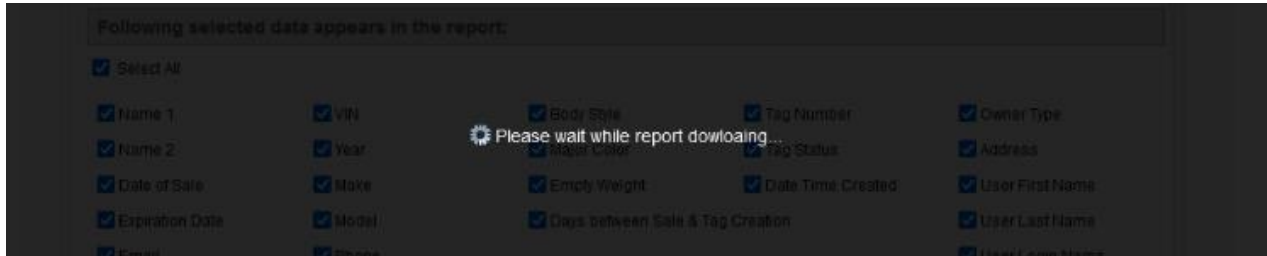 Following selected data appears in the report:
Select All
Name 1 VIN Body Style Tag Number Owner Type
Please wait while report dowloaing...
Name 2 Year Major Color Tag Status Address
Date of Sale Make Empty Weight Date Time Created User First Name
Expiration Date Model Days between Sale & Tag Creation User Last Name
Email Phone User Login Name